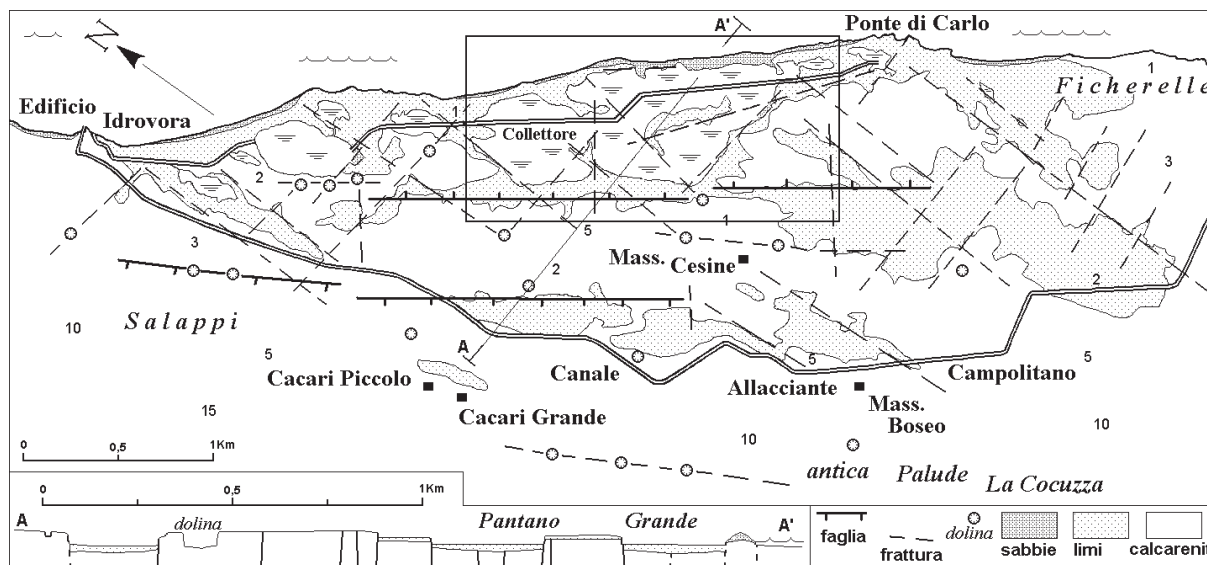 A'
Ponte di Carlo
N
1
Ficherelle
Edificio
Idrovora
1
Collettore
3
2
3
5
1
Mass. Cesine
2
2
10
Salappi
5
A
Canale
5
Campolitano
5
Cacari Piccolo
Allacciante
Mass.
Boseo
15
Cacari Grande
10
10
0 0,5 1Km
antica Palude La Cocuzza
0 0,5 1Km
A dolina Pantano Grande A'
faglia frattura dolina sabbie limi calcarenit